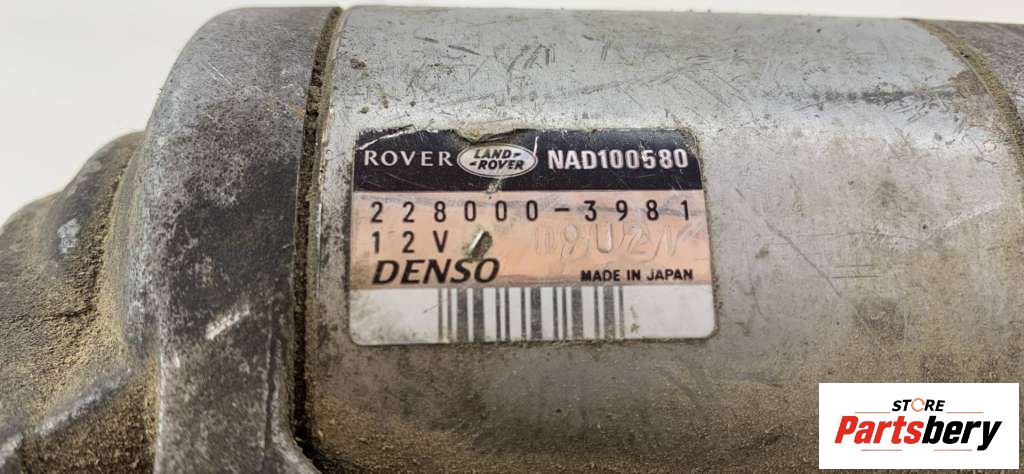 ROVER LAND-ROVER NAD100580
228000-3981
12V
DENSO MADE IN JAPAN
STORE
Partsbery